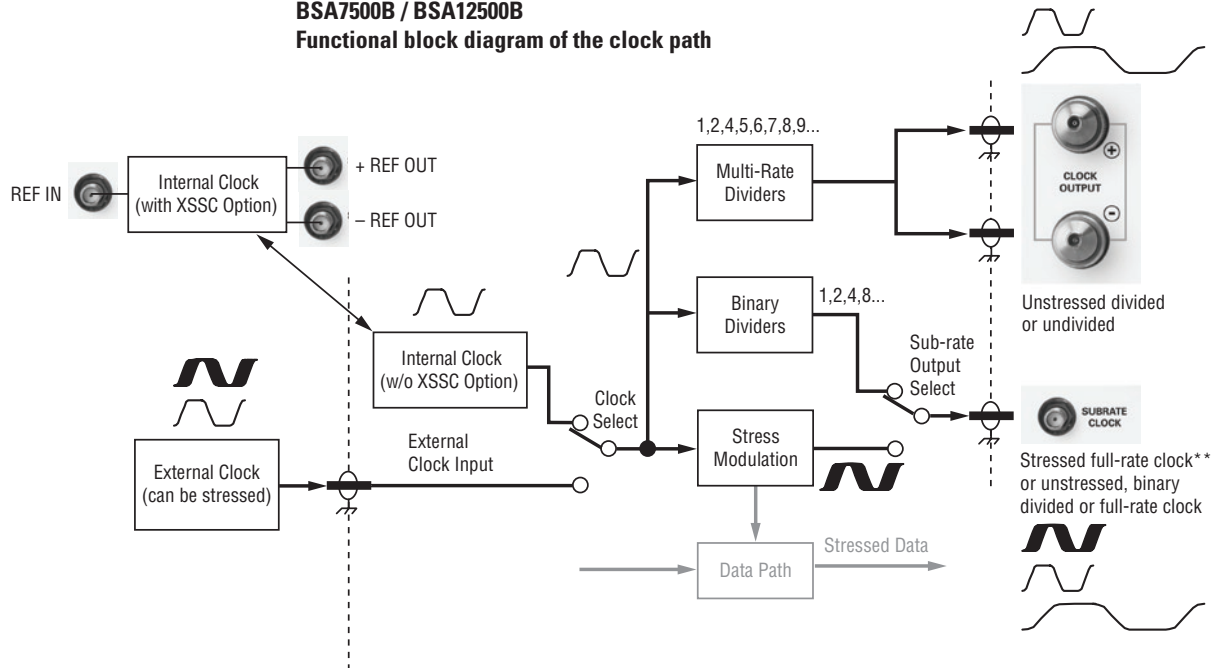 BSA7500B / BSA12500B
Functional block diagram of the clock path
REF IN
Internal Clock
(with XSSC Option)
+ REF OUT
– REF OUT
1,2,4,5,6,7,8,9...
Multi-Rate
Dividers
+
CLOCK
OUTPUT
-
Unstressed divided
or undivided
Binary
Dividers
1,2,4,8...
Sub-rate
Output
Select
Internal Clock
(w/o XSSC Option)
Clock
Select
External Clock
(can be stressed)
External
Clock Input
Stress
Modulation
SUBRATE
CLOCK
Stressed full-rate clock**
or unstressed, binary
divided or full-rate clock
Data Path
Stressed Data